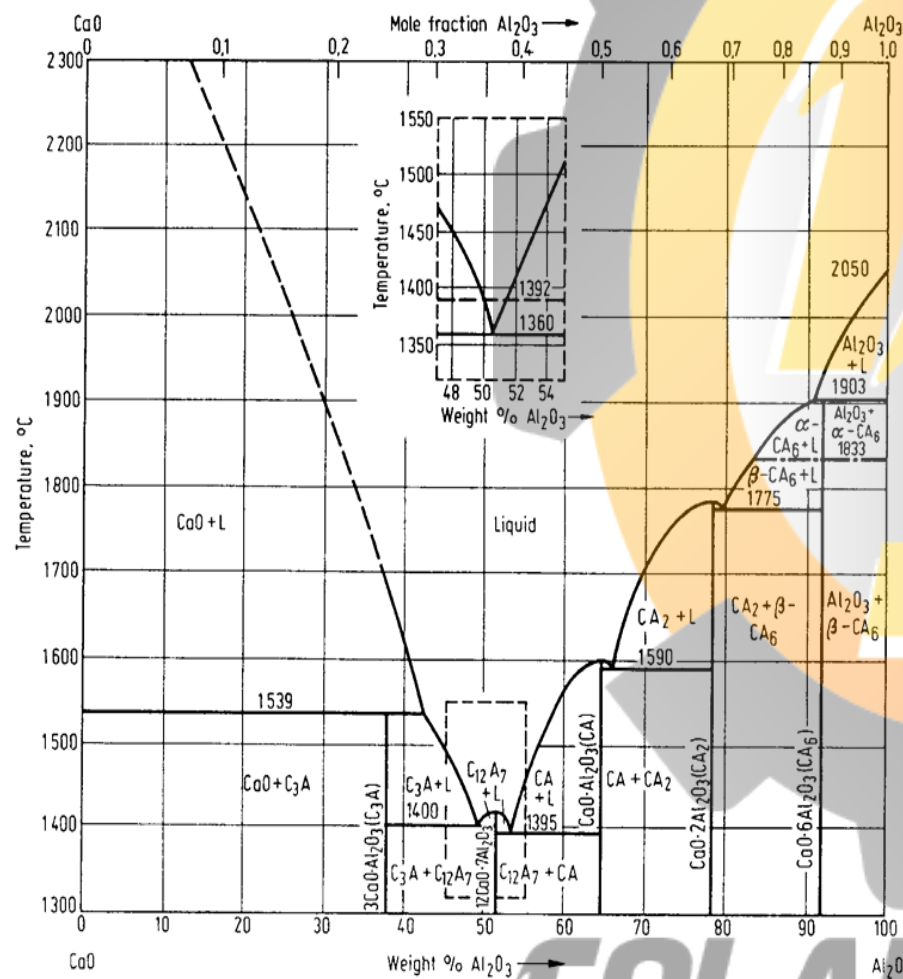 CaO
Mole fraction Al₂O₃
Al₂O₃
0
0,1
0,2
0,3
0,4
0,5
0,6
0,7
0,8
0,9
1,0
2300
2200
2100
2000
1900
1800
1700
1600
1500
1400
1300
Temperature, °C
1550
1500
1450
1400
1350
Temperature, °C
1392
1360
48
50
52
54
Weight % Al₂O₃
2050
Al₂O₃
+L
1903
α-
CA₆+L
Al₂O₃+
α-CA₆
1833
β-CA₆+L
1775
CaO+L
Liquid
CA₂+L
1590
CA₂+β-
CA₆
Al₂O₃+
β-CA₆
1539
CaO+C₃A
3CaO·Al₂O₃(C₃A)
C₃A+L
1400
C₁₂A₇
+L
CA
+L
1395
CaO·Al₂O₃(CA)
CA+CA₂
CaO·2Al₂O₃(CA₂)
CaO·6Al₂O₃(CA₆)
C₃A+C₁₂A₇
12CaO·7Al₂O₃
C₁₂A₇+CA
0
10
20
30
40
50
60
70
80
90
100
CaO
Weight % Al₂O₃